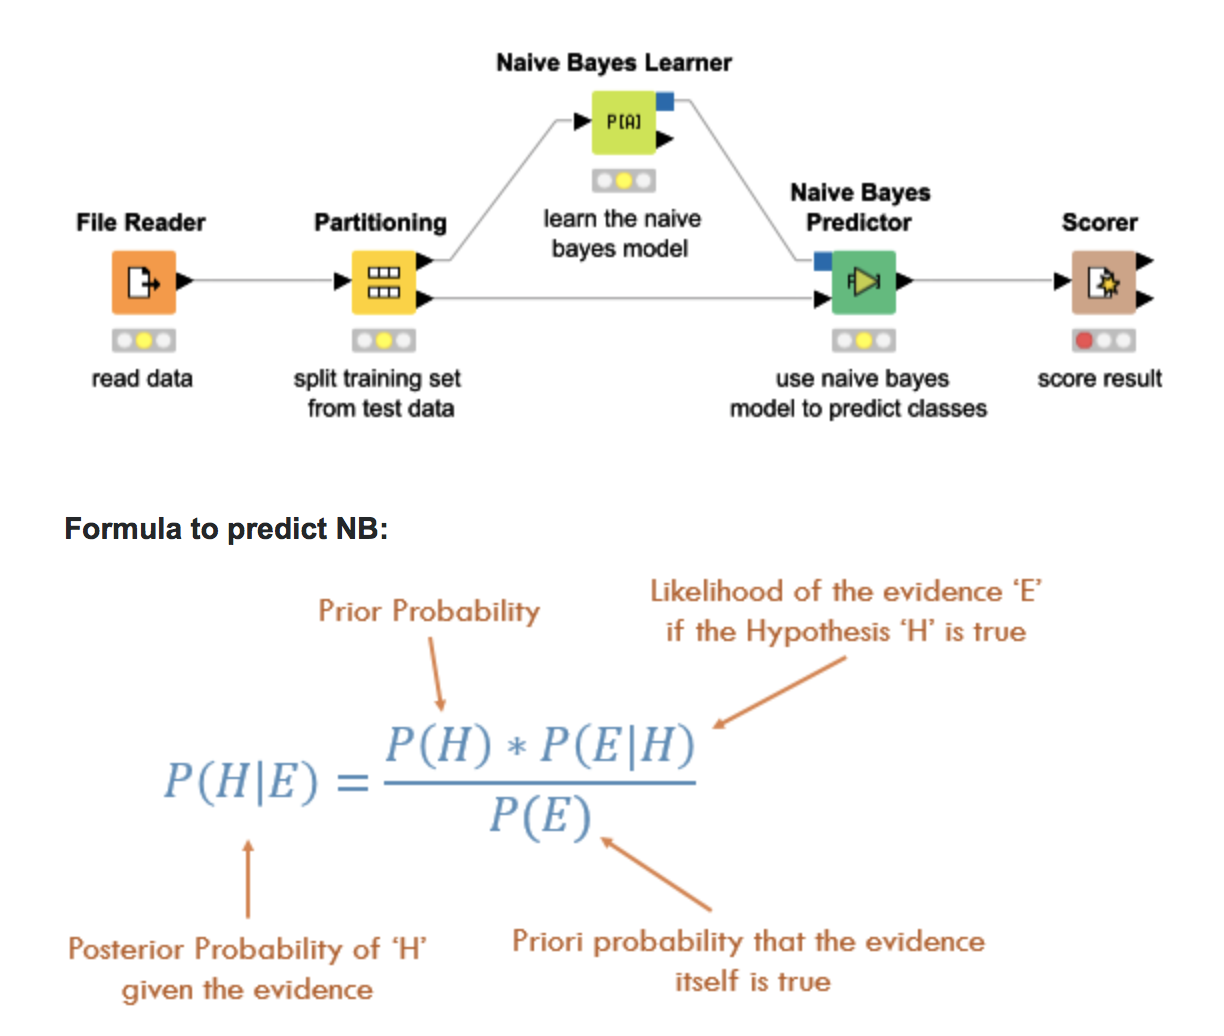 Naive Bayes Learner
P[A]
learn the naive
bayes model
File Reader
read data
Partitioning
split training set
from test data
Naive Bayes
Predictor
use naive bayes
model to predict classes
Scorer
score result
Formula to predict NB:
Prior Probability
Likelihood of the evidence ‘E’
if the Hypothesis ‘H’ is true
P(H|E) = P(H) * P(E|H)
P(E)
Posterior Probability of ‘H’
given the evidence
Priori probability that the evidence
itself is true